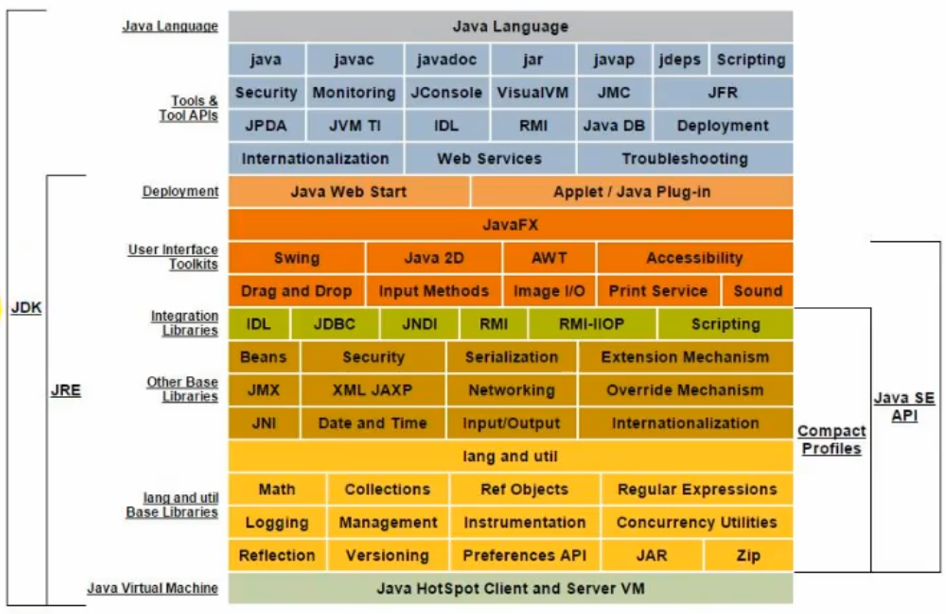 Java Language Java Language
java javac javadoc jar javap jdeps Scripting
Security Monitoring JConsole VisualVM JMC JFR
Tools &
Tool APIs
JPDA JVM TI IDL RMI Java DB Deployment
Internationalization Web Services Troubleshooting
Deployment Java Web Start Applet / Java Plug-in
JavaFX
User Interface
Toolkits
Swing Java 2D AWT Accessibility
Drag and Drop Input Methods Image I/O Print Service Sound
JDK
Integration
Libraries
IDL JDBC JNDI RMI RMI-IIOP Scripting
Beans Security Serialization Extension Mechanism
JRE
Other Base
Libraries
JMX XML JAXP Networking Override Mechanism
Java SE
API
JNI Date and Time Input/Output Internationalization
Compact
Profiles
lang and util
Math Collections Ref Objects Regular Expressions
lang and util
Base Libraries
Logging Management Instrumentation Concurrency Utilities
Reflection Versioning Preferences API JAR Zip
Java Virtual Machine Java HotSpot Client and Server VM